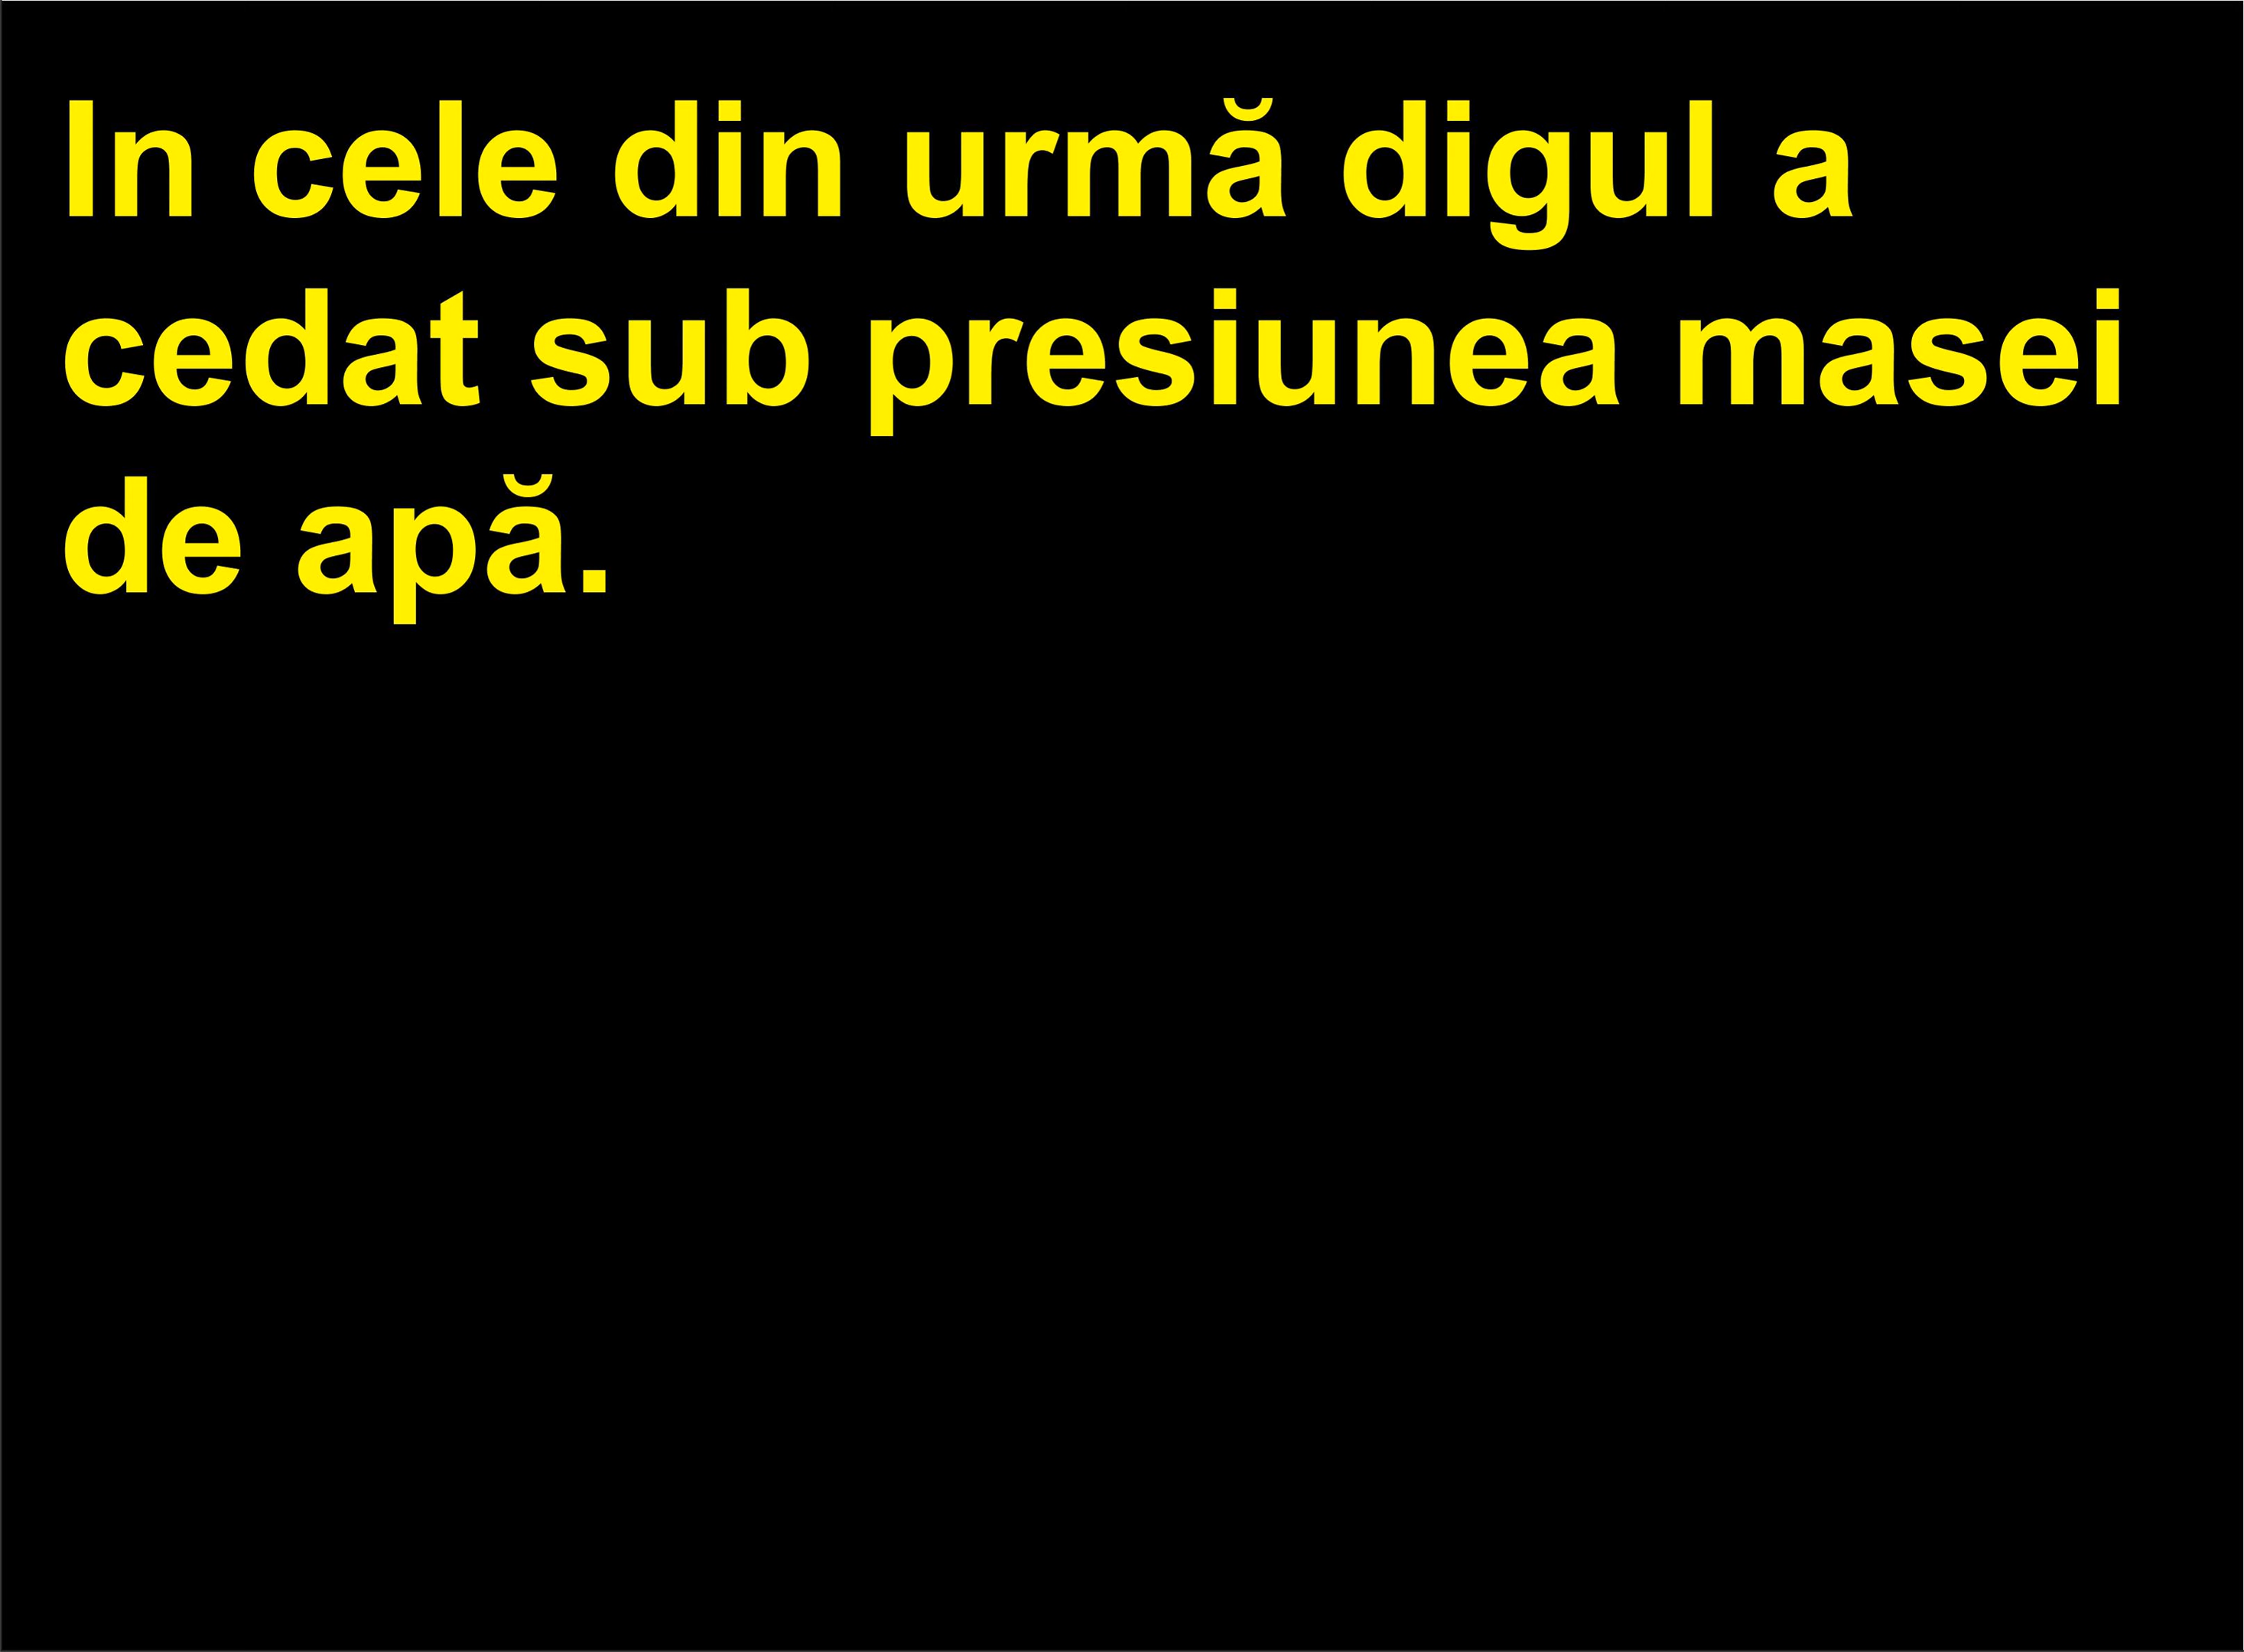 In cele din urmă digul a
cedat sub presiunea masei
de apă.